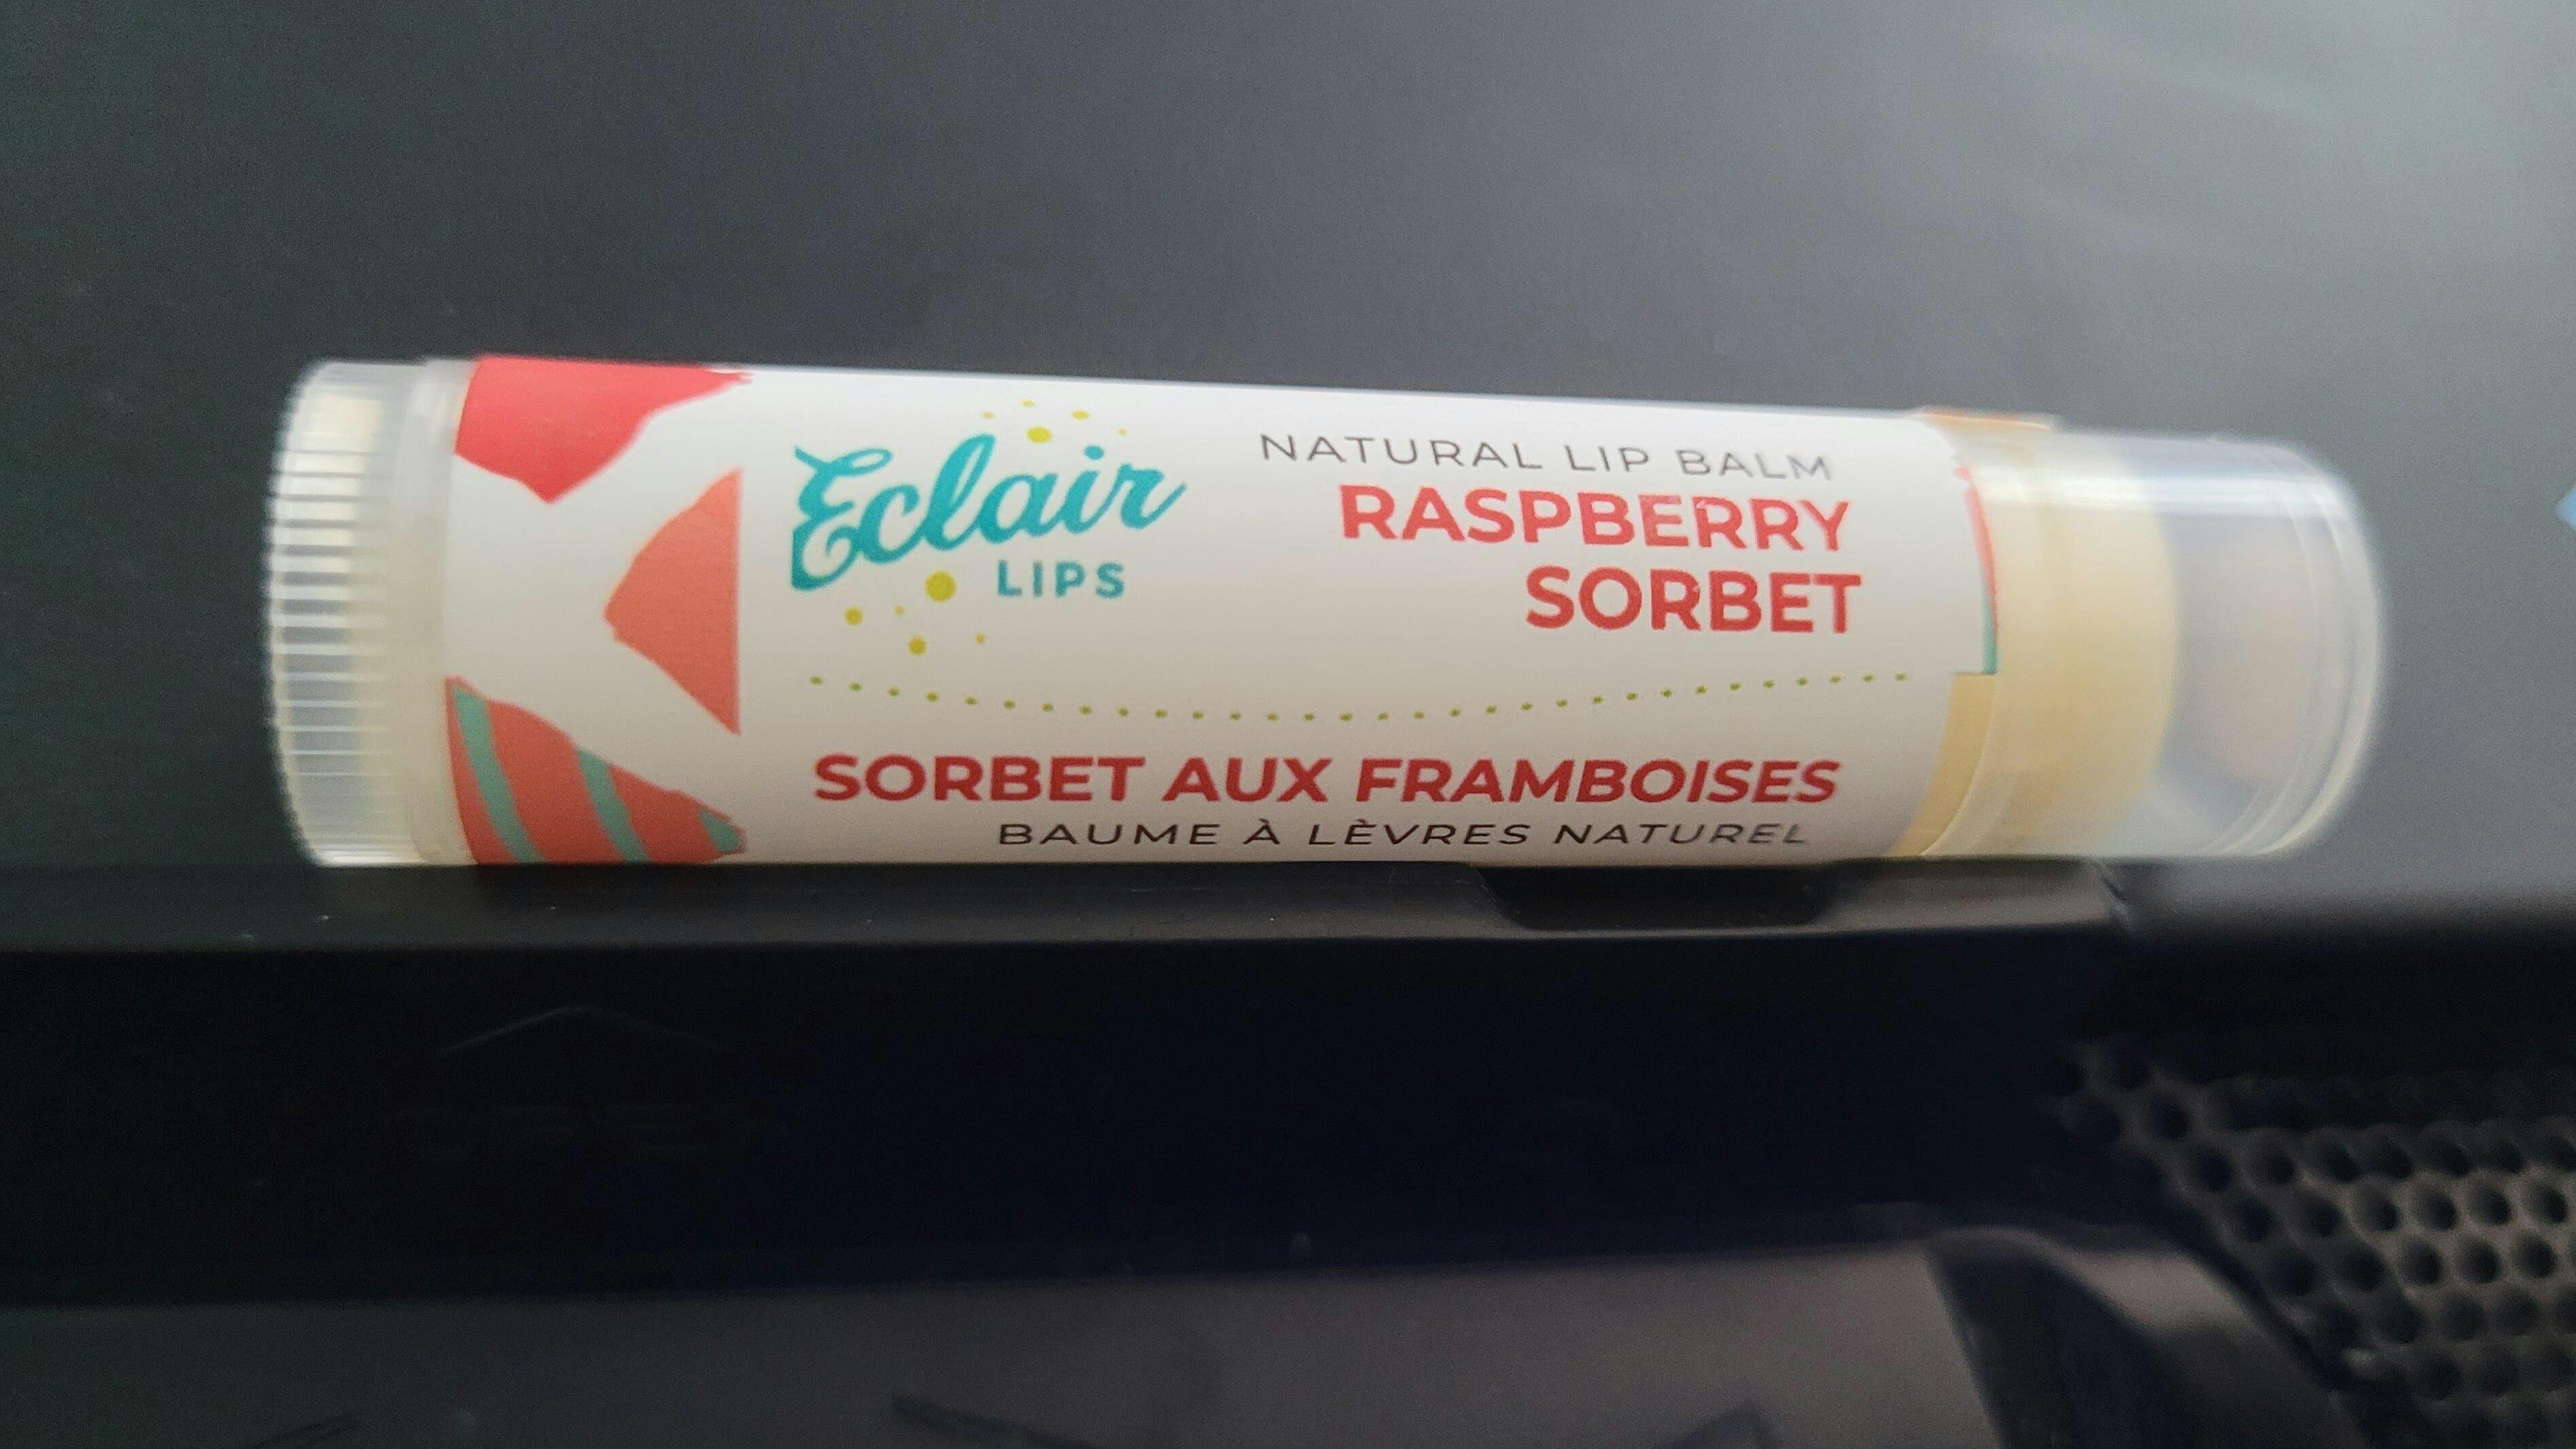 Eclair
LIPS
NATURAL LIP BALM
RASPBERRY
SORBET
SORBET AUX FRAMBOISES
BAUME À LÈVRES NATUREL